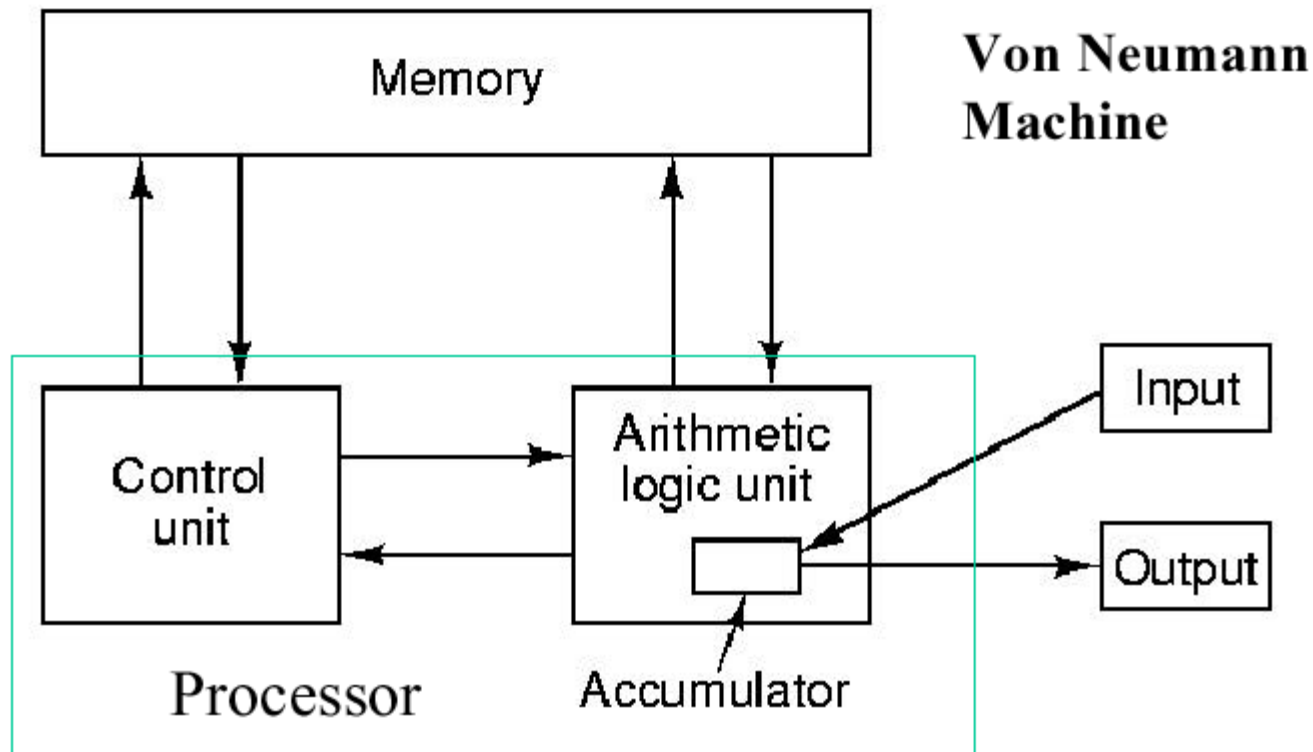 Memory
Von Neumann
Machine
Control
unit
Arithmetic
logic unit
Input
Output
Processor
Accumulator